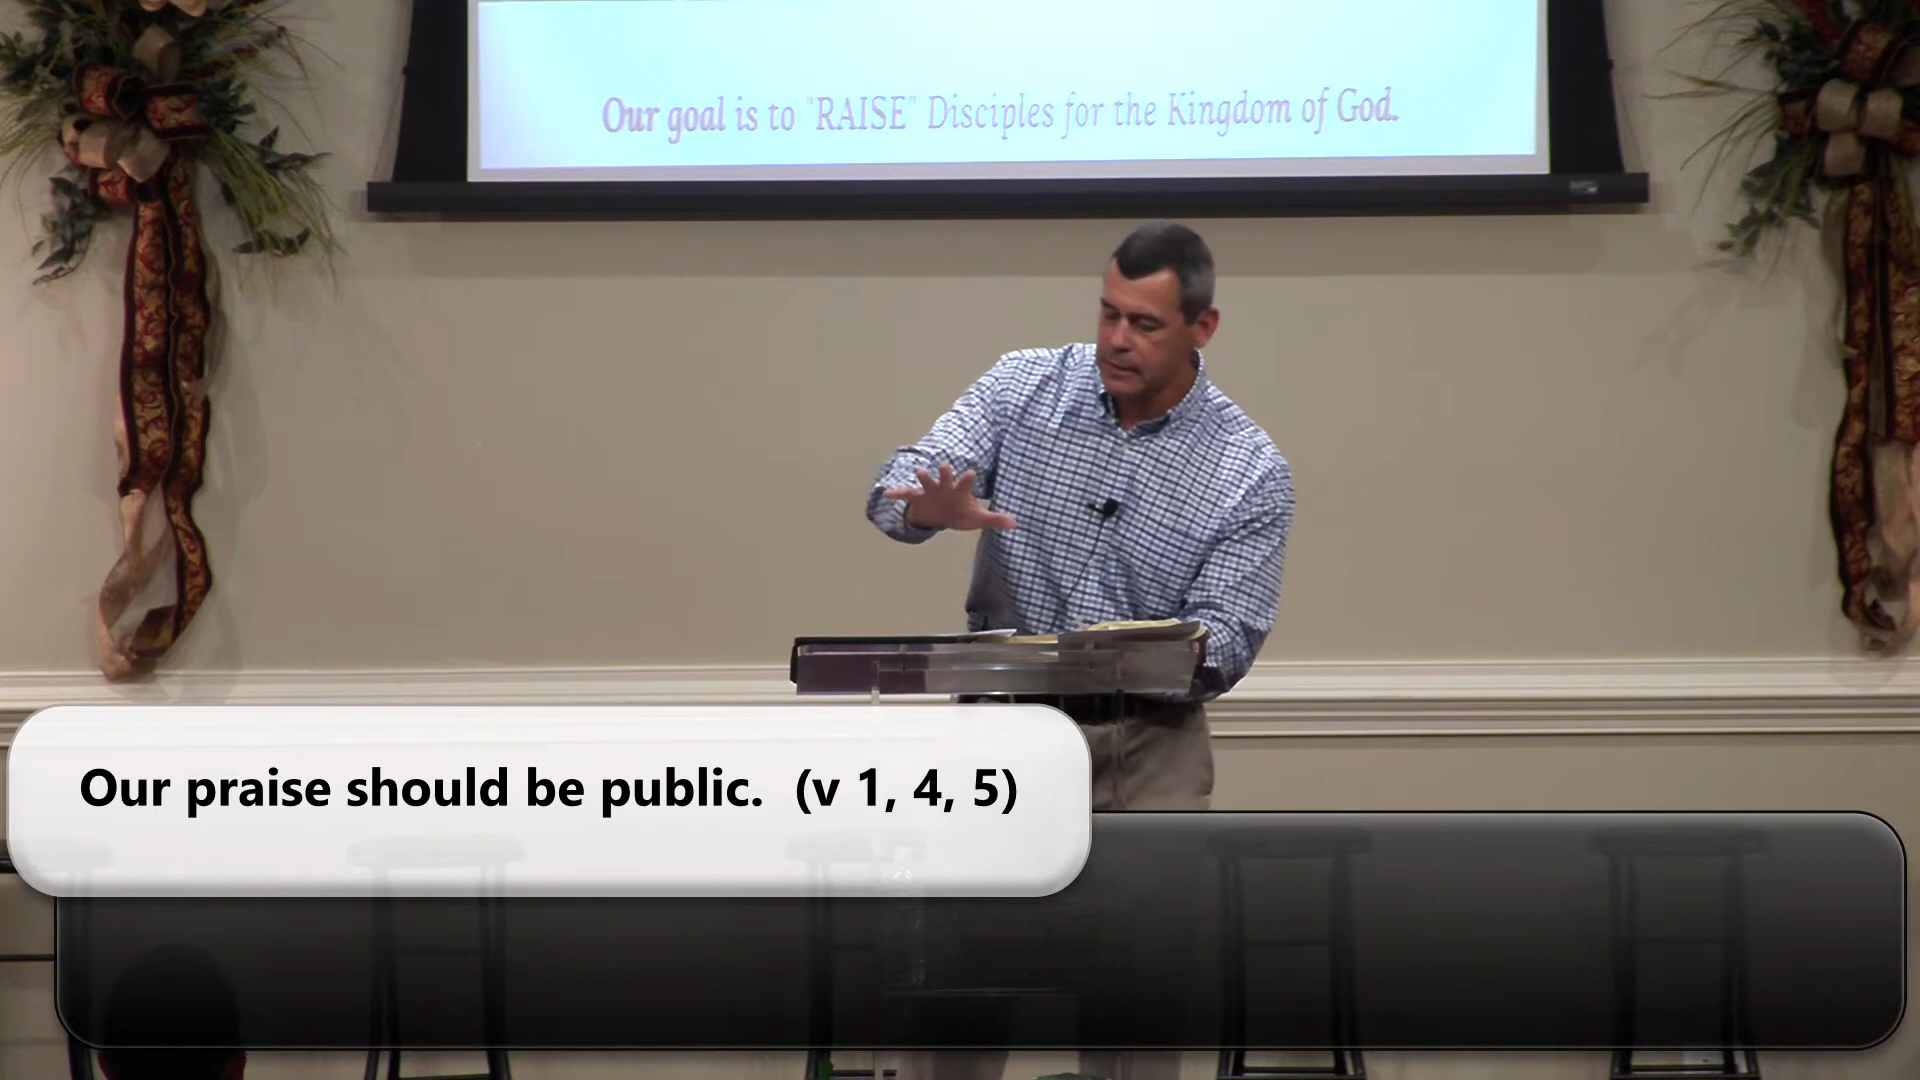 Our goal is to "RAISE" Disciples for the Kingdom of God.
Our praise should be public.  (v 1, 4, 5)